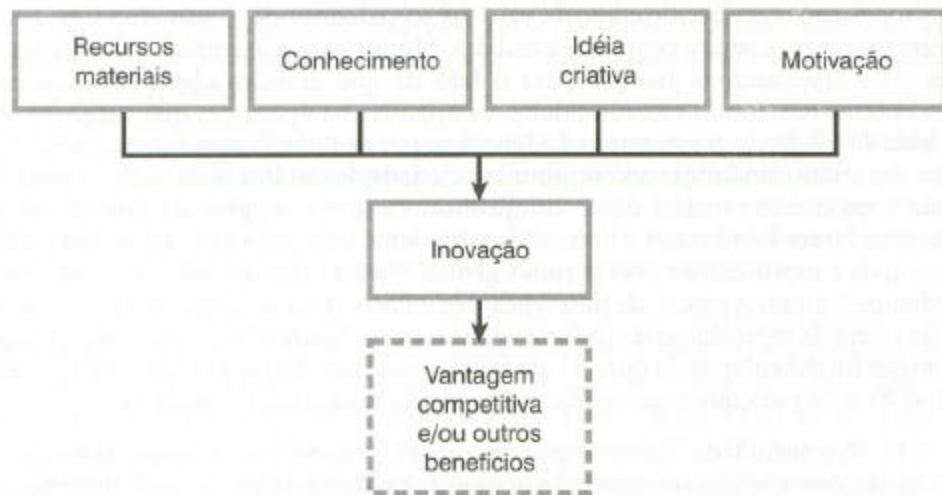 Recursos
materiais
Conhecimento
Idéia
criativa
Motivação
Inovação
Vantagem
competitiva
e/ou outros
benefícios